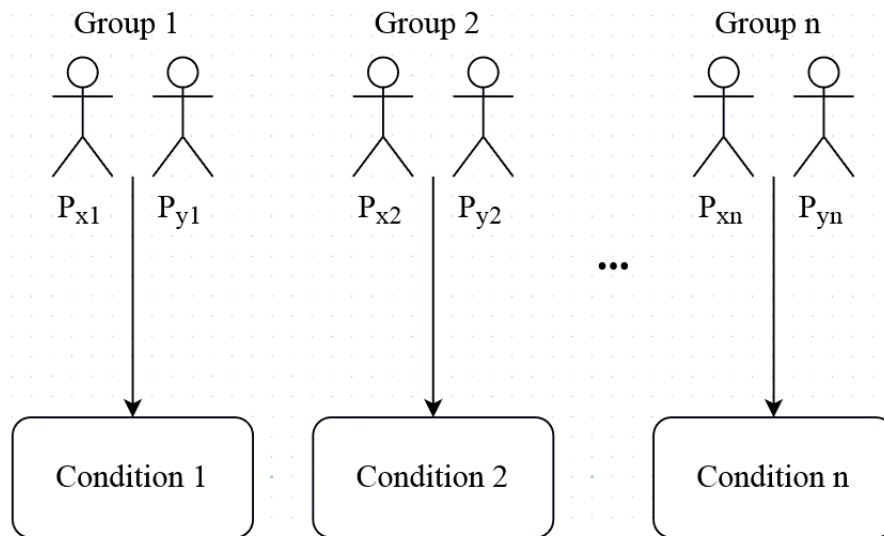 Group 1 Group 2 Group n
Px1 Py1 Px2 Py2 Pxn Pyn
...
Condition 1 Condition 2 Condition n